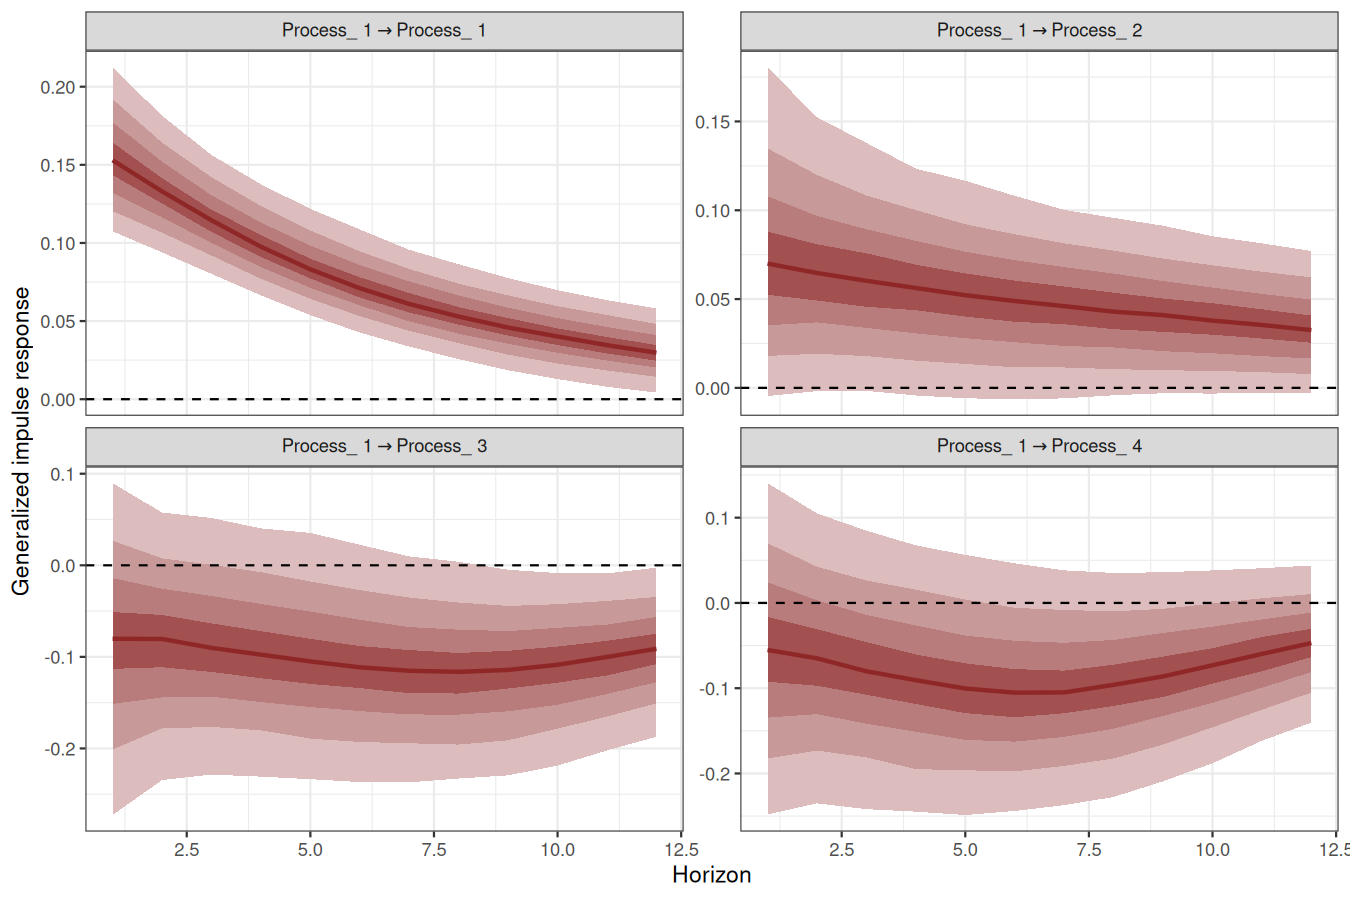 Process_ 1 → Process_ 1
Process_ 1 → Process_ 2
0.20
0.15
0.10
0.05
0.00
0.15
0.10
0.05
0.00
Process_ 1 → Process_ 3
Process_ 1 → Process_ 4
0.1
0.0
-0.1
-0.2
0.1
0.0
-0.1
-0.2
2.5 5.0 7.5 10.0 12.5
2.5 5.0 7.5 10.0 12.5
Horizon
Generalized impulse response